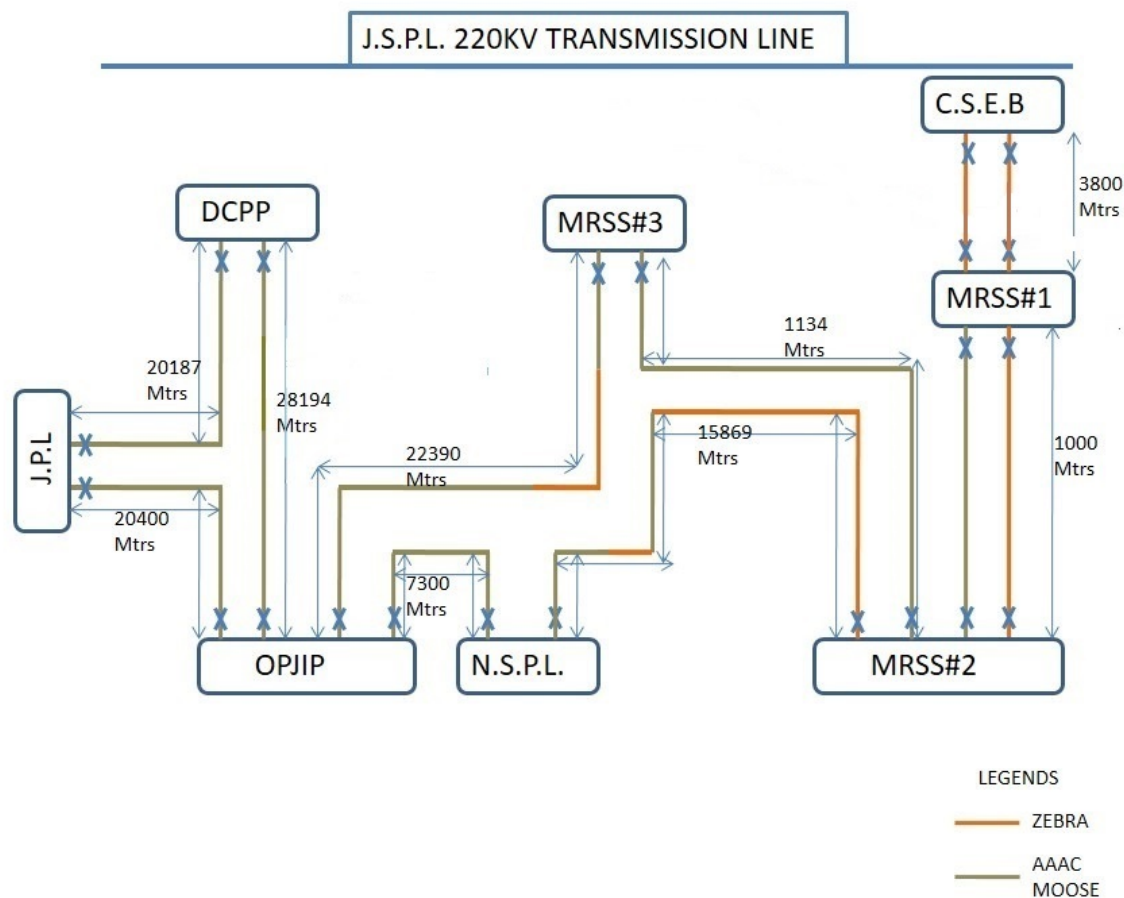 J.S.P.L. 220KV TRANSMISSION LINE
C.S.E.B
3800
Mtrs
DCPP
MRSS#3
MRSS#1
1134
Mtrs
20187
Mtrs
28194
Mtrs
J.P.L
22390
Mtrs
15869
Mtrs
1000
Mtrs
20400
Mtrs
7300
Mtrs
OPJIP
N.S.P.L.
MRSS#2
LEGENDS
ZEBRA
AAAC
MOOSE